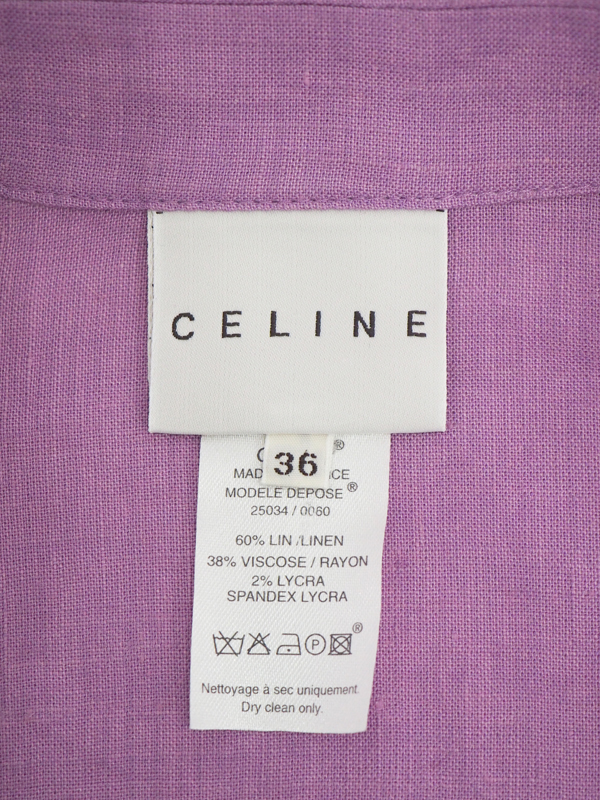 CELINE
36
®
MODELE DEPOSE ®
25034 / 0060
60% LIN /LINEN
38% VISCOSE / RAYON
2% LYCRA
SPANDEX LYCRA
P
®
Nettoyage à sec uniquement.
Dry clean only.